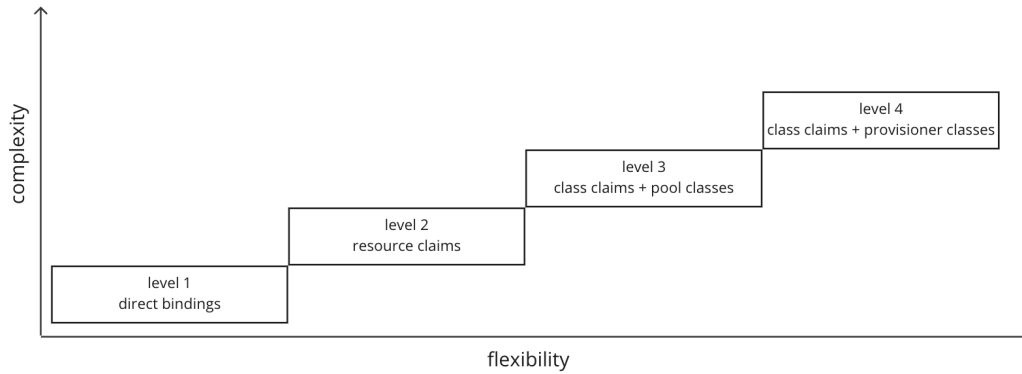 complexity
level 4
class claims + provisioner classes
level 3
class claims + pool classes
level 2
resource claims
level 1
direct bindings
flexibility